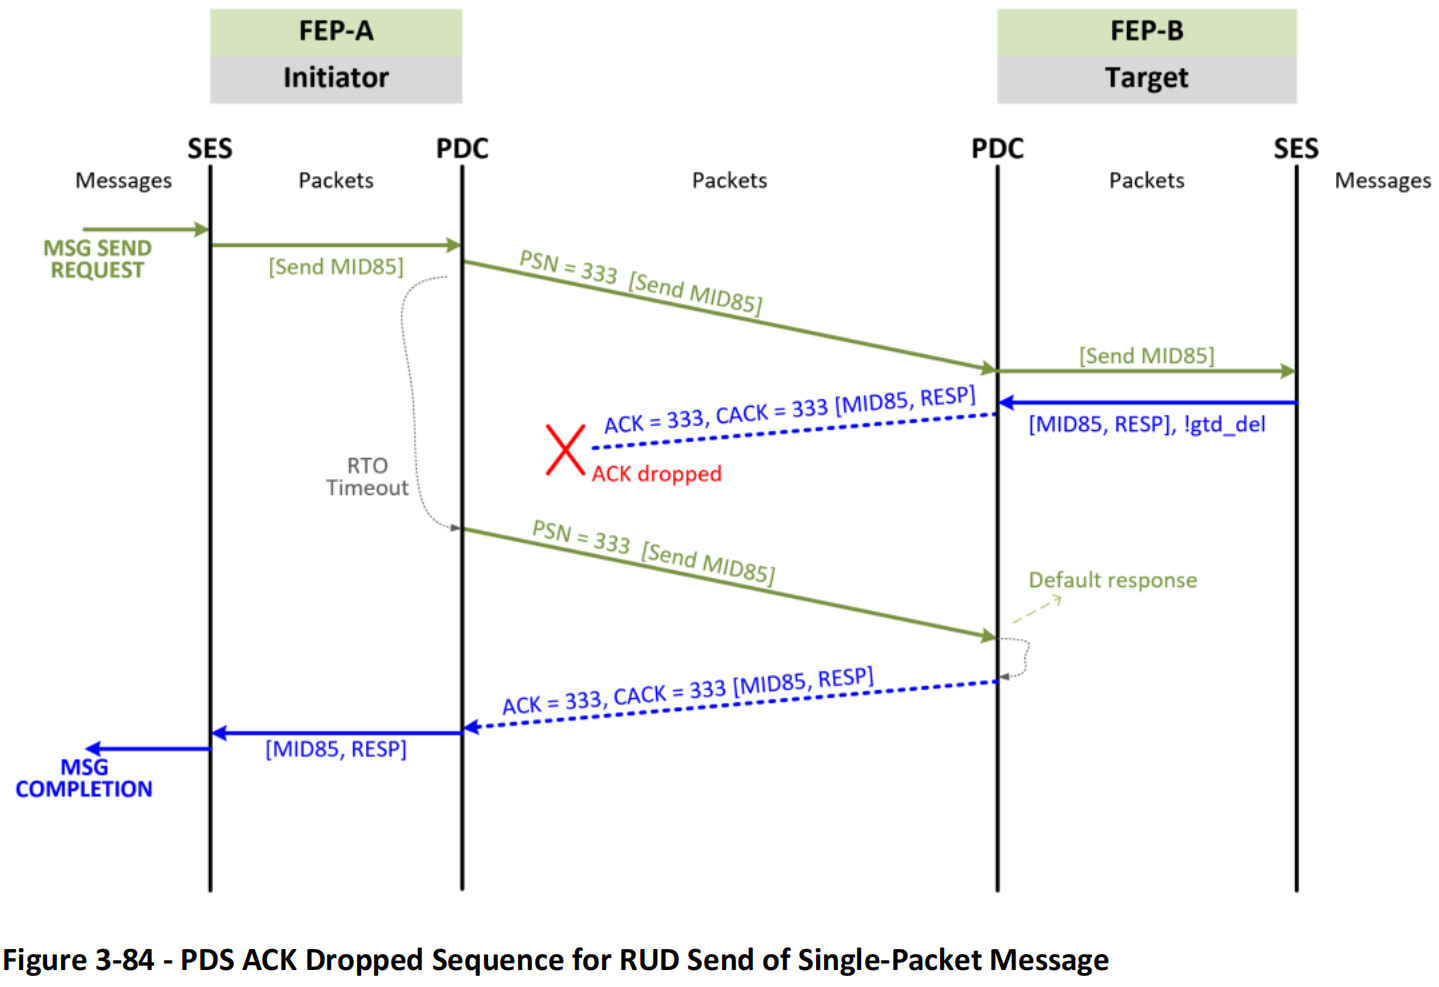 FEP-A
Initiator
FEP-B
Target
SES
PDC
PDC
SES
Messages
Packets
Packets
Packets
Messages
MSG SEND
REQUEST
[Send MID85]
PSN = 333 [Send MID85]
[Send MID85]
ACK = 333, CACK = 333 [MID85, RESP]
[MID85, RESP], !gtd_del
ACK dropped
RTO
Timeout
PSN = 333 [Send MID85]
Default response
ACK = 333, CACK = 333 [MID85, RESP]
[MID85, RESP]
MSG
COMPLETION
Figure 3-84 - PDS ACK Dropped Sequence for RUD Send of Single-Packet Message